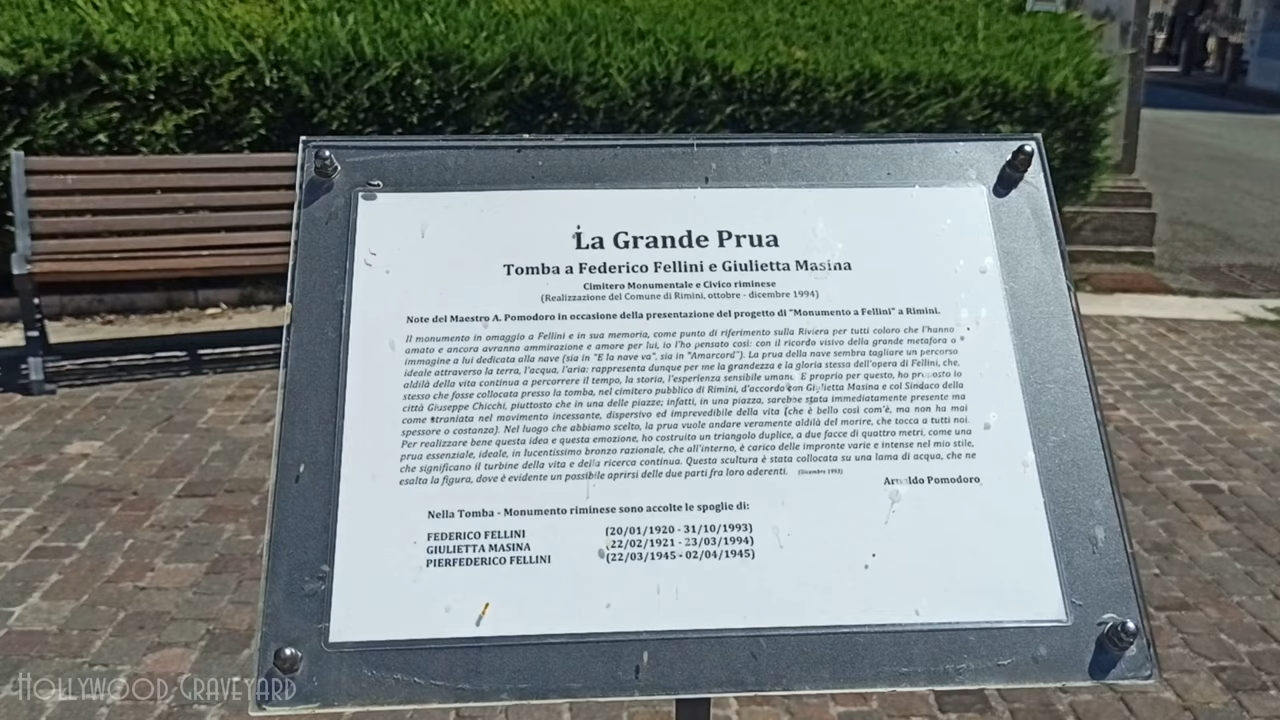 La Grande Prua
Tomba a Federico Fellini e Giulietta Masina
Cimitero Monumentale e Civico riminese
(Realizzazione del Comune di Rimini, ottobre - dicembre 1994)
Note del Maestro A. Pomodoro in occasione della presentazione del progetto di "Monumento a Fellini" a Rimini.
Il monumento in omaggio a Fellini e in sua memoria, come punto di riferimento sulla Riviera per tutti coloro che l'hanno
amato e ancora avranno ammirazione e amore per lui, io l'ho pensato così: con il ricordo visivo della grande metafora o
immagine a lui dedicata alla nave (sia in "E la nave va", sia in "Amarcord"). La prua della nave sembra tagliare un percorso
ideale attraverso la terra, l'acqua, l'aria: rappresenta dunque per me la grandezza e la gloria stessa dell'opera di Fellini, che,
aldilà della vita continua a percorrere il tempo, la storia, l'esperienza sensibile umana. E proprio per questo, ho proposto lo
stesso che fosse collocata presso la tomba, nel cimitero pubblico di Rimini, d'accordo con Giulietta Masina e col Sindaco della
città Giuseppe Chicchi, piuttosto che in una delle piazze; infatti, in una piazza, sarebbe stata immediatamente presente ma
come straniata nel movimento incessante, dispersivo ed imprevedibile della vita (che è bello così com'è, ma non ha mai
spessore o costanza). Nel luogo che abbiamo scelto, la prua vuole andare veramente aldilà del morire, che tocca a tutti noi.
Per realizzare bene questa idea e questa emozione, ho costruito un triangolo duplice, a due facce di quattro metri, come una
prua essenziale, ideale, in lucentissimo bronzo razionale, che all'interno, è carico delle impronte varie e intense nel mio stile,
che significano il turbine della vita e della ricerca continua. Questa scultura è stata collocata su una lama di acqua, che ne
esalta la figura, dove è evidente un possibile aprirsi delle due parti fra loro aderenti. (Dicembre 1993)
Arnaldo Pomodoro
Nella Tomba - Monumento riminese sono accolte le spoglie di:
FEDERICO FELLINI (20/01/1920 - 31/10/1993)
GIULIETTA MASINA (22/02/1921 - 23/03/1994)
PIERFEDERICO FELLINI (22/03/1945 - 02/04/1945)
HOLLYWOOD GRAVEYARD